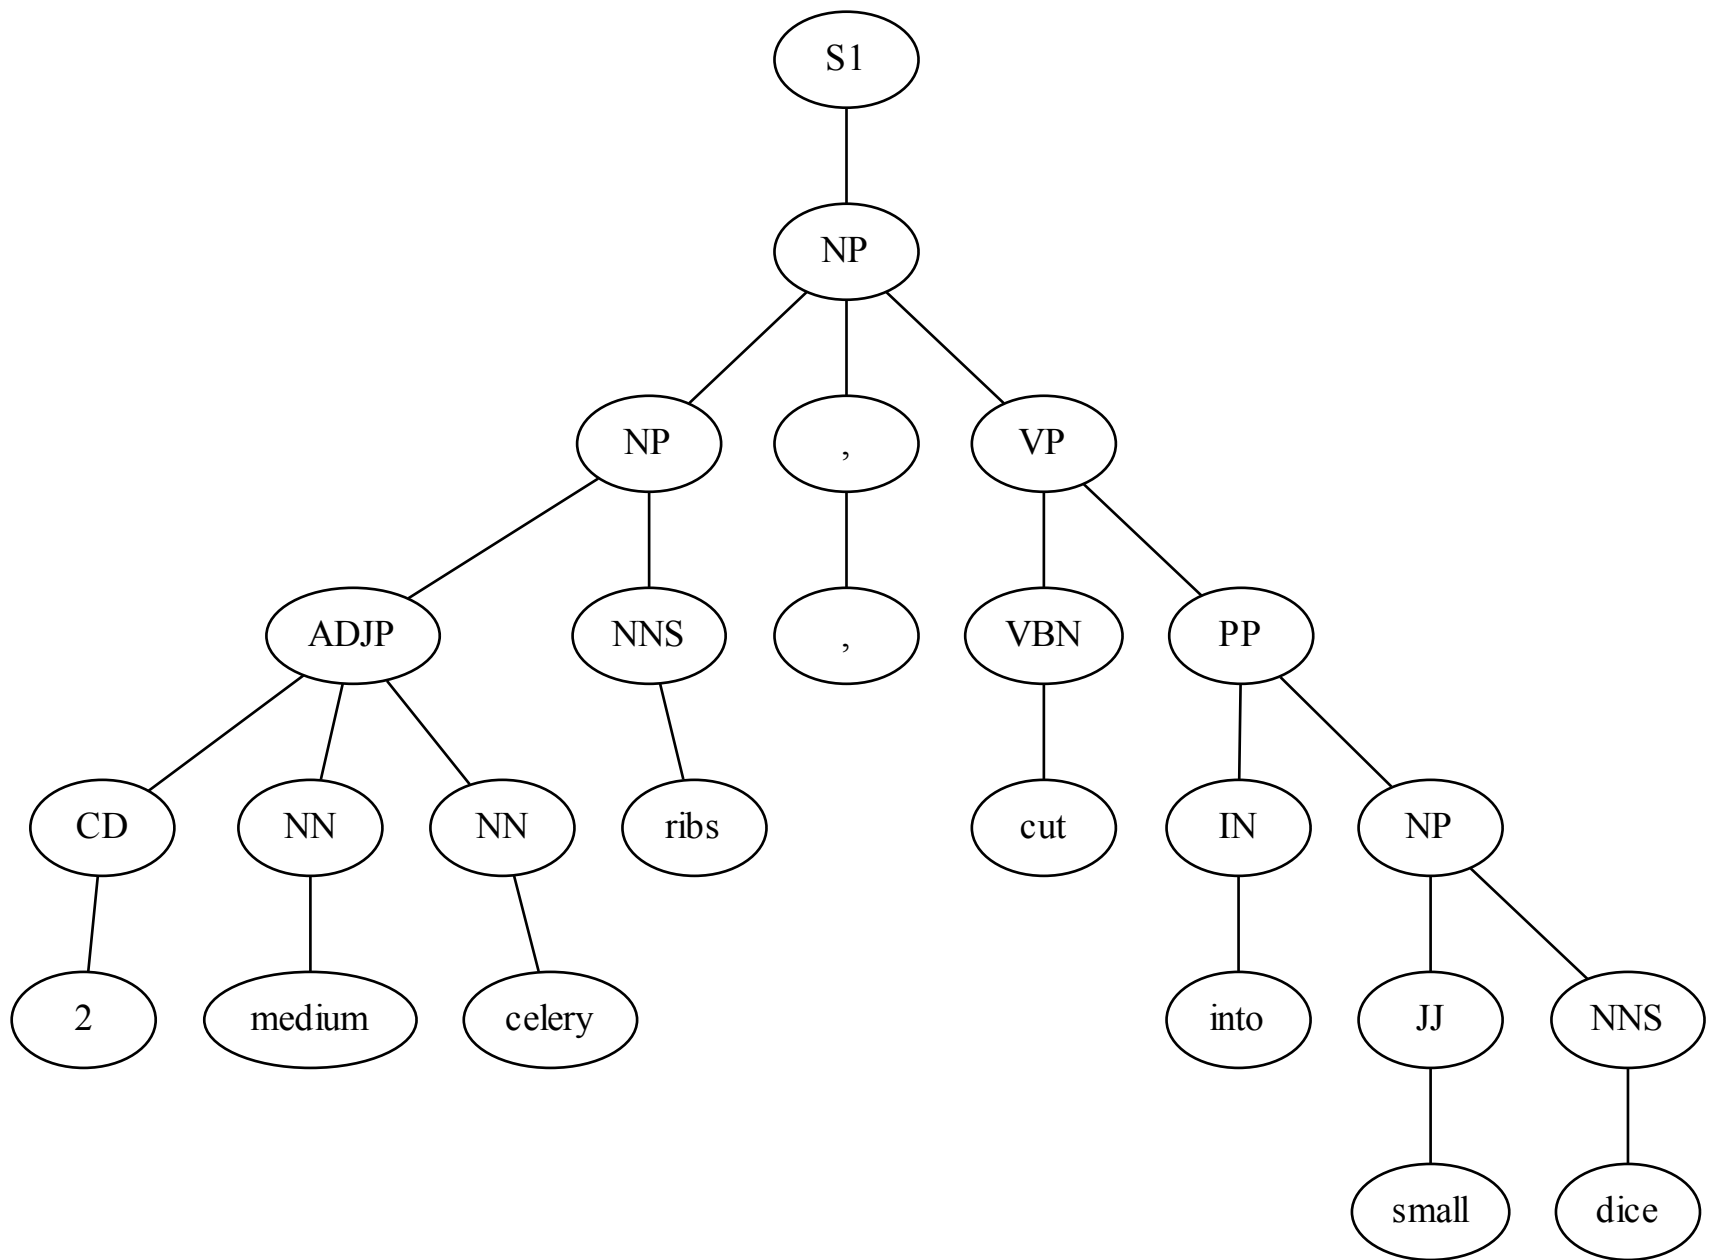 S1
NP
NP , VP
ADJP NNS , VBN PP
CD NN NN ribs cut IN NP
2 medium celery into JJ NNS
small dice